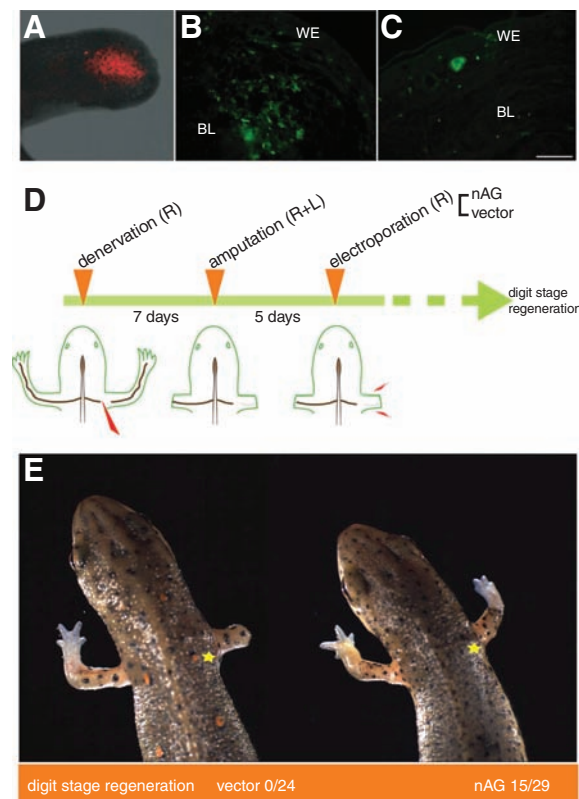 A
B
WE
BL
C
WE
BL
D
denervation (R)
amputation (R+L)
electroporation (R)
nAG
vector
7 days
5 days
digit stage
regeneration
E
digit stage regeneration vector 0/24 nAG 15/29